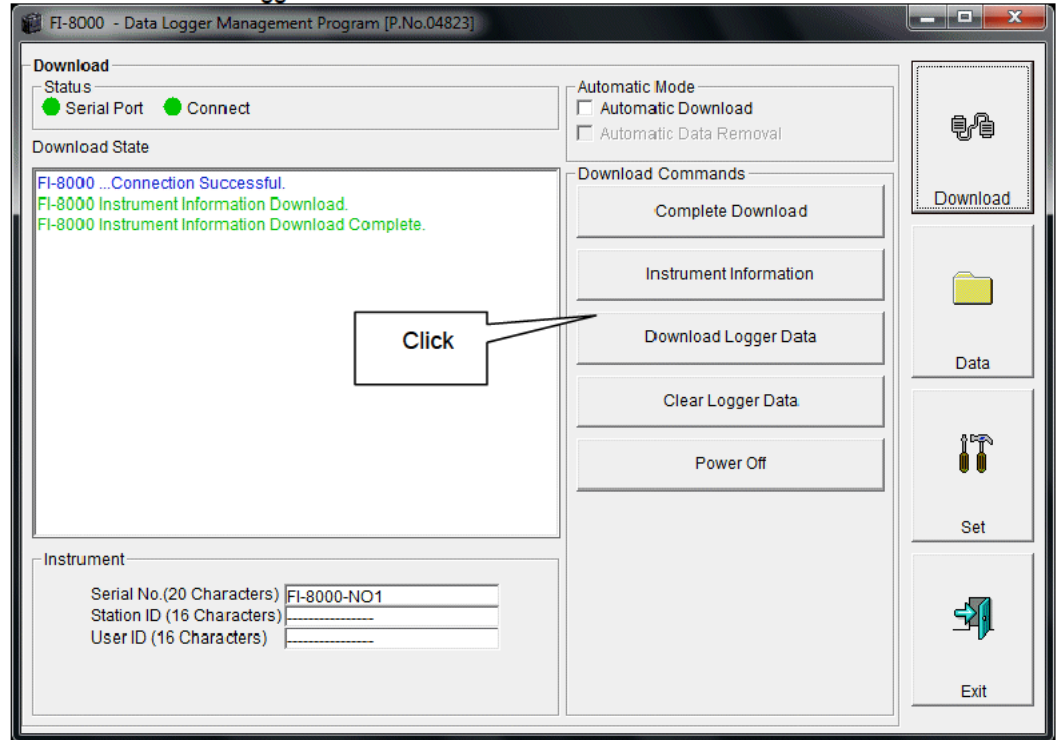 gg
FI-8000 - Data Logger Management Program [P.No.04823]
Download
Status
Serial Port Connect
Automatic Mode
Automatic Download
Automatic Data Removal
Download State
FI-8000 ...Connection Successful.
FI-8000 Instrument Information Download.
FI-8000 Instrument Information Download Complete.
Click
Download Commands
Complete Download
Instrument Information
Download Logger Data
Clear Logger Data
Power Off
Instrument
Serial No.(20 Characters) FI-8000-NO1
Station ID (16 Characters) ----------------
User ID (16 Characters) ----------------
Download
Data
Set
Exit